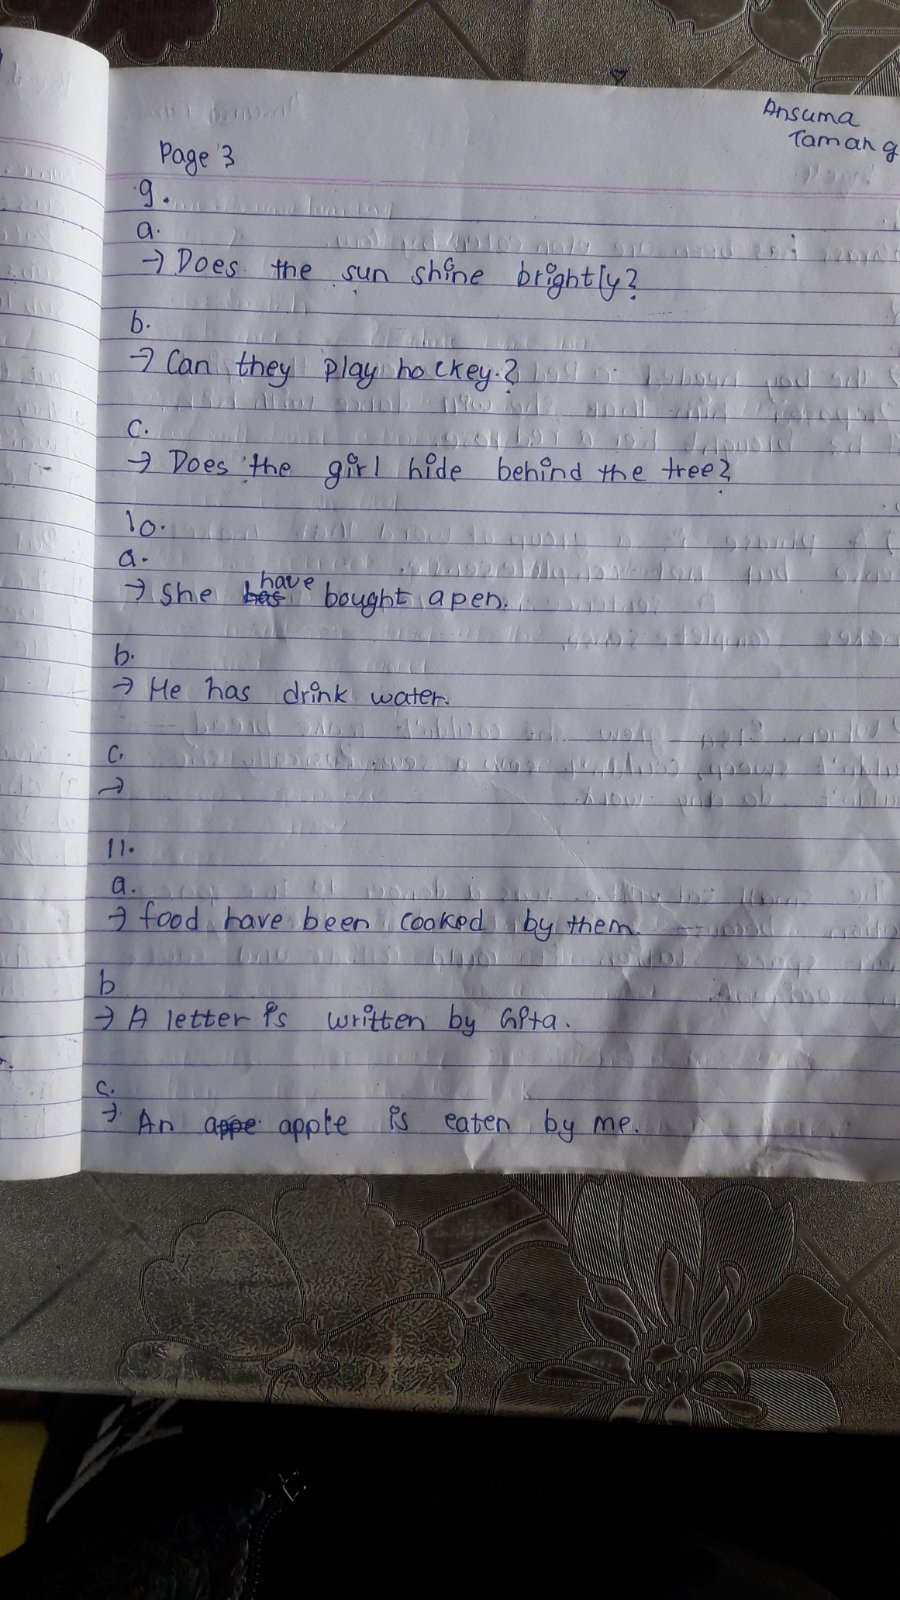 Ansuma
Tamang
Page 3
9.
a.
→ Does the sun shine brightly?
b.
→ Can they play hockey.?
c.
→ Does the girl hide behind the tree?
10.
a.
have
→ She has bought a pen.
b.
→ He has drink water.
c.
→
11.
a.
→ food have been cooked by them
b
→ A letter is written by Gita.
c.
→ An appe apple is eaten by me.